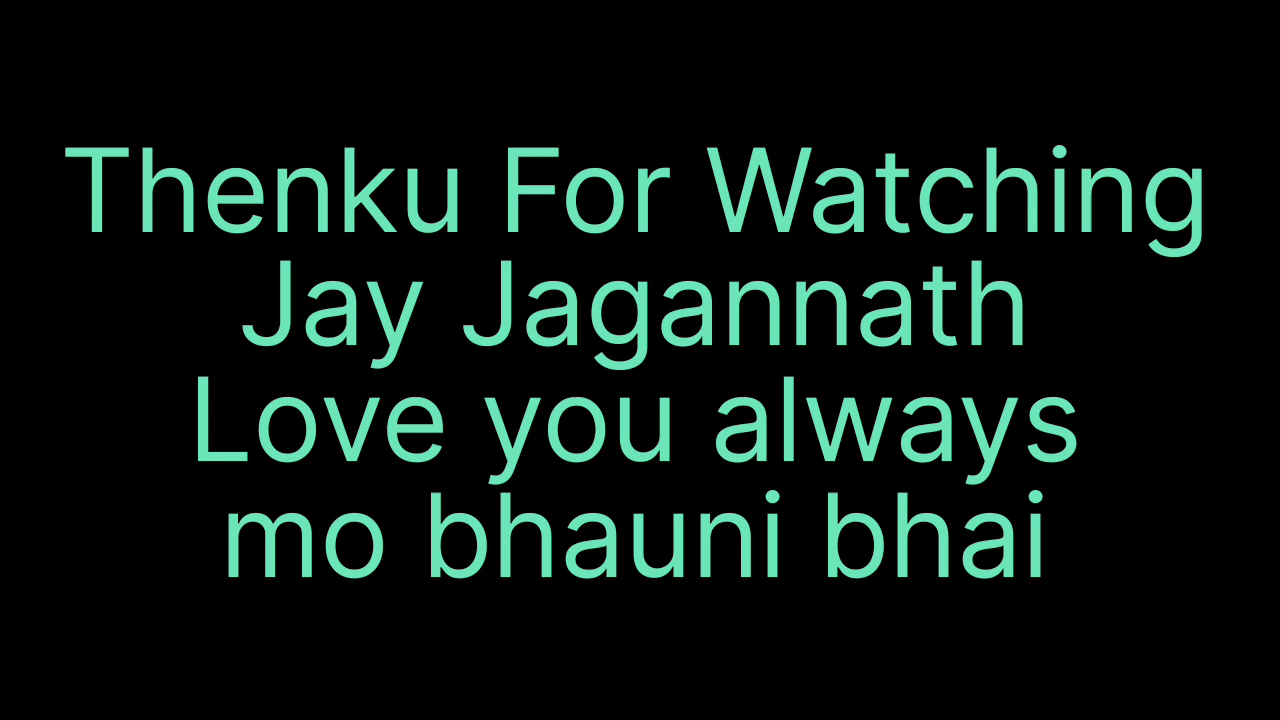 Thenku For Watching
Jay Jagannath
Love you always
mo bhauni bhai